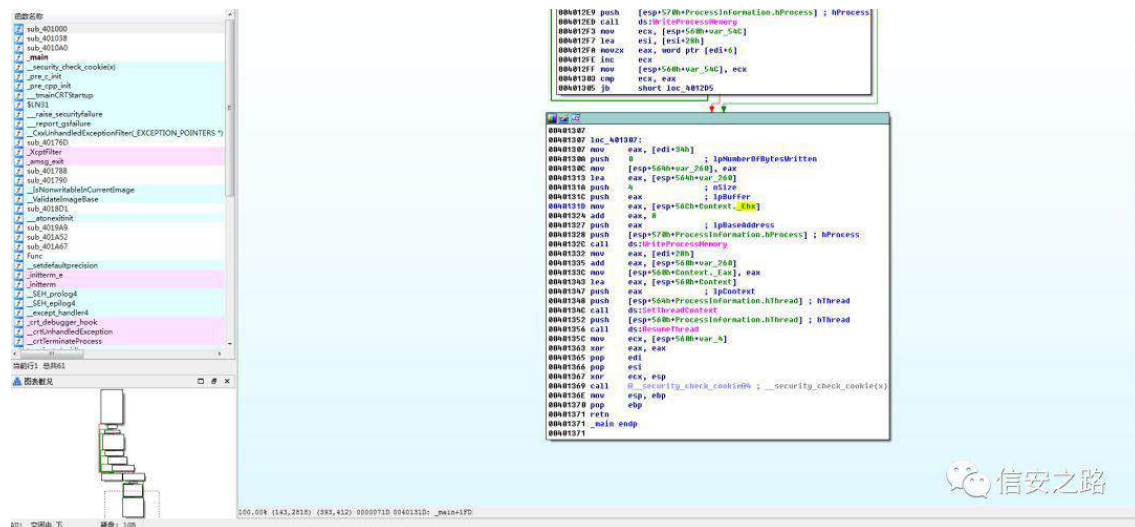 函数名称
sub_401000
sub_401038
sub_4010A0
_main
__security_check_cookie(x)
_pre_c_init
_pre_cpp_init
__tmainCRTStartup
$LN31
__raise_securityfailure
__report_gsfailure
_CxxUnhandledExceptionFilter(_EXCEPTION_POINTERS *)
sub_40176D
_XcptFilter
_amsg_exit
sub_401788
sub_401790
__IsNonwritableInCurrentImage
__ValidateImageBase
sub_4018D1
__atonexitinit
sub_4019A9
sub_401A52
sub_401A67
Func
__setdefaultprecision
_initterm_e
_initterm
__SEH_prolog4
__SEH_epilog4
__except_handler4
_crt_debugger_hook
__crtUnhandledException
__crtTerminateProcess
当前行1 总共61
图表概况
004012E9 push [esp+570h+ProcessInformation.hProcess] ; hProcess
004012ED call ds:WriteProcessMemory
004012F3 mov ecx, [esp+560h+var_54C]
004012F7 lea esi, [esi+28h]
004012FA movzx eax, word ptr [edi+6]
004012FE inc ecx
004012FF mov [esp+560h+var_54C], ecx
00401303 cmp ecx, eax
00401305 jb short loc_4012D5
00401307
00401307 loc_401307:
00401307 mov eax, [edi+34h]
0040130A push 0 ; lpNumberOfBytesWritten
0040130C mov [esp+564h+var_260], eax
00401313 lea eax, [esp+564h+var_260]
0040131A push 4 ; nSize
0040131C push eax ; lpBuffer
0040131D mov eax, [esp+56Ch+Context._Ebx]
00401324 add eax, 8
00401327 push eax ; lpBaseAddress
00401328 push [esp+570h+ProcessInformation.hProcess] ; hProcess
0040132C call ds:WriteProcessMemory
00401332 mov eax, [edi+28h]
00401335 add eax, [esp+560h+var_260]
0040133C mov [esp+560h+Context._Eax], eax
00401343 lea eax, [esp+560h+Context]
00401347 push eax ; lpContext
00401348 push [esp+564h+ProcessInformation.hThread] ; hThread
0040134C call ds:SetThreadContext
00401352 push [esp+560h+ProcessInformation.hThread] ; hThread
00401356 call ds:ResumeThread
0040135C mov ecx, [esp+560h+var_4]
00401363 xor eax, eax
00401365 pop edi
00401366 pop esi
00401367 xor ecx, esp
00401369 call @__security_check_cookie@4 ; __security_check_cookie(x)
0040136E mov esp, ebp
00401370 pop ebp
00401371 retn
00401371 _main endp
00401371
信安之路
100.00% (143,2818) (393,412) 0000071D 0040131D: _main+1FD